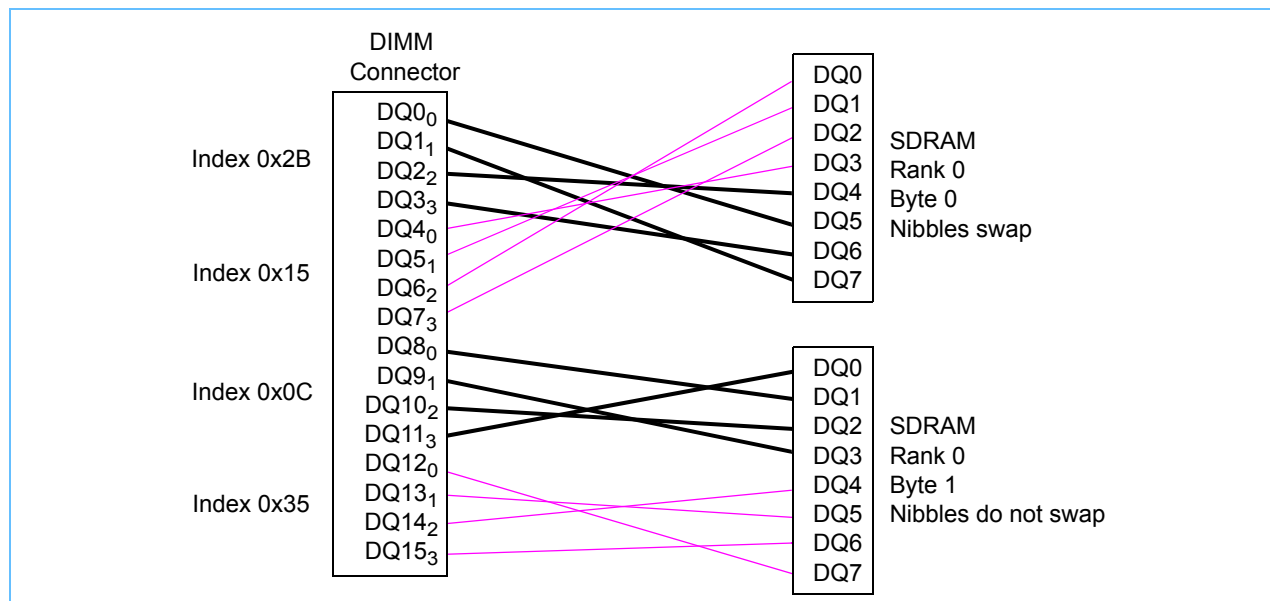 DIMM
Connector
Index 0x2B
Index 0x15
Index 0x0C
Index 0x35
DQ0₀
DQ1₁
DQ2₂
DQ3₃
DQ4₀
DQ5₁
DQ6₂
DQ7₃
DQ8₀
DQ9₁
DQ10₂
DQ11₃
DQ12₀
DQ13₁
DQ14₂
DQ15₃
DQ0
DQ1
DQ2
DQ3
DQ4
DQ5
DQ6
DQ7
SDRAM
Rank 0
Byte 0
Nibbles swap
DQ0
DQ1
DQ2
DQ3
DQ4
DQ5
DQ6
DQ7
SDRAM
Rank 0
Byte 1
Nibbles do not swap